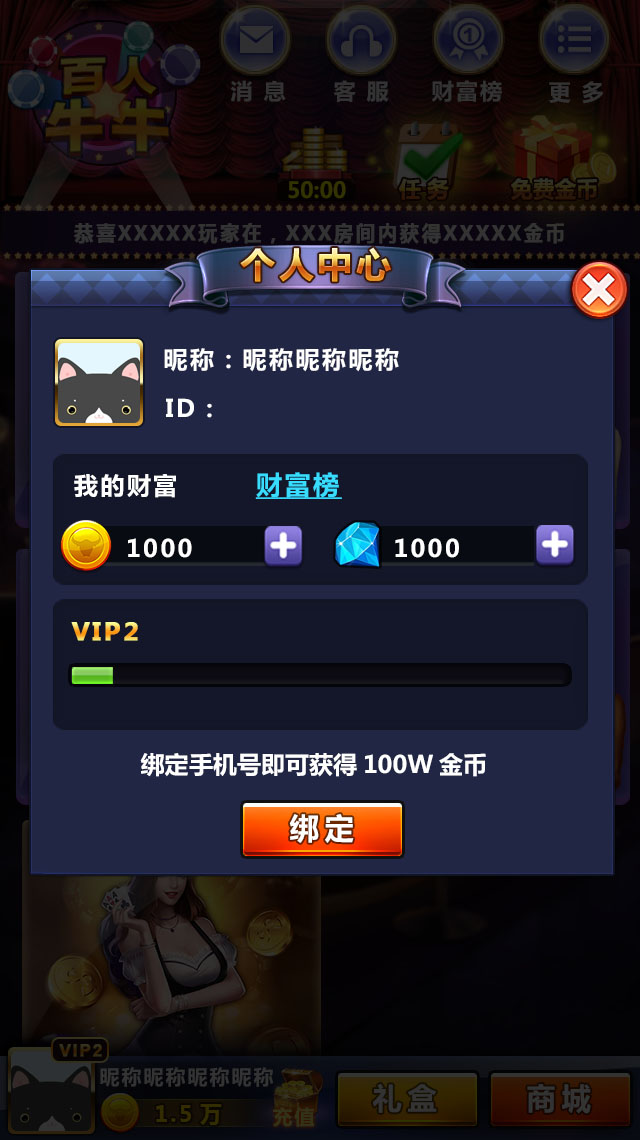 百人
牛牛
消息 客服 财富榜 更多
50:00 任务 免费金币
恭喜XXXXX玩家在，XXX房间内获得XXXXX金币
个人中心
昵称：昵称昵称昵称
ID：
我的财富 财富榜
1000 1000
VIP2
绑定手机号即可获得 100W 金币
绑定
VIP2
昵称昵称昵称昵称
1.5 万 充值 礼盒 商城